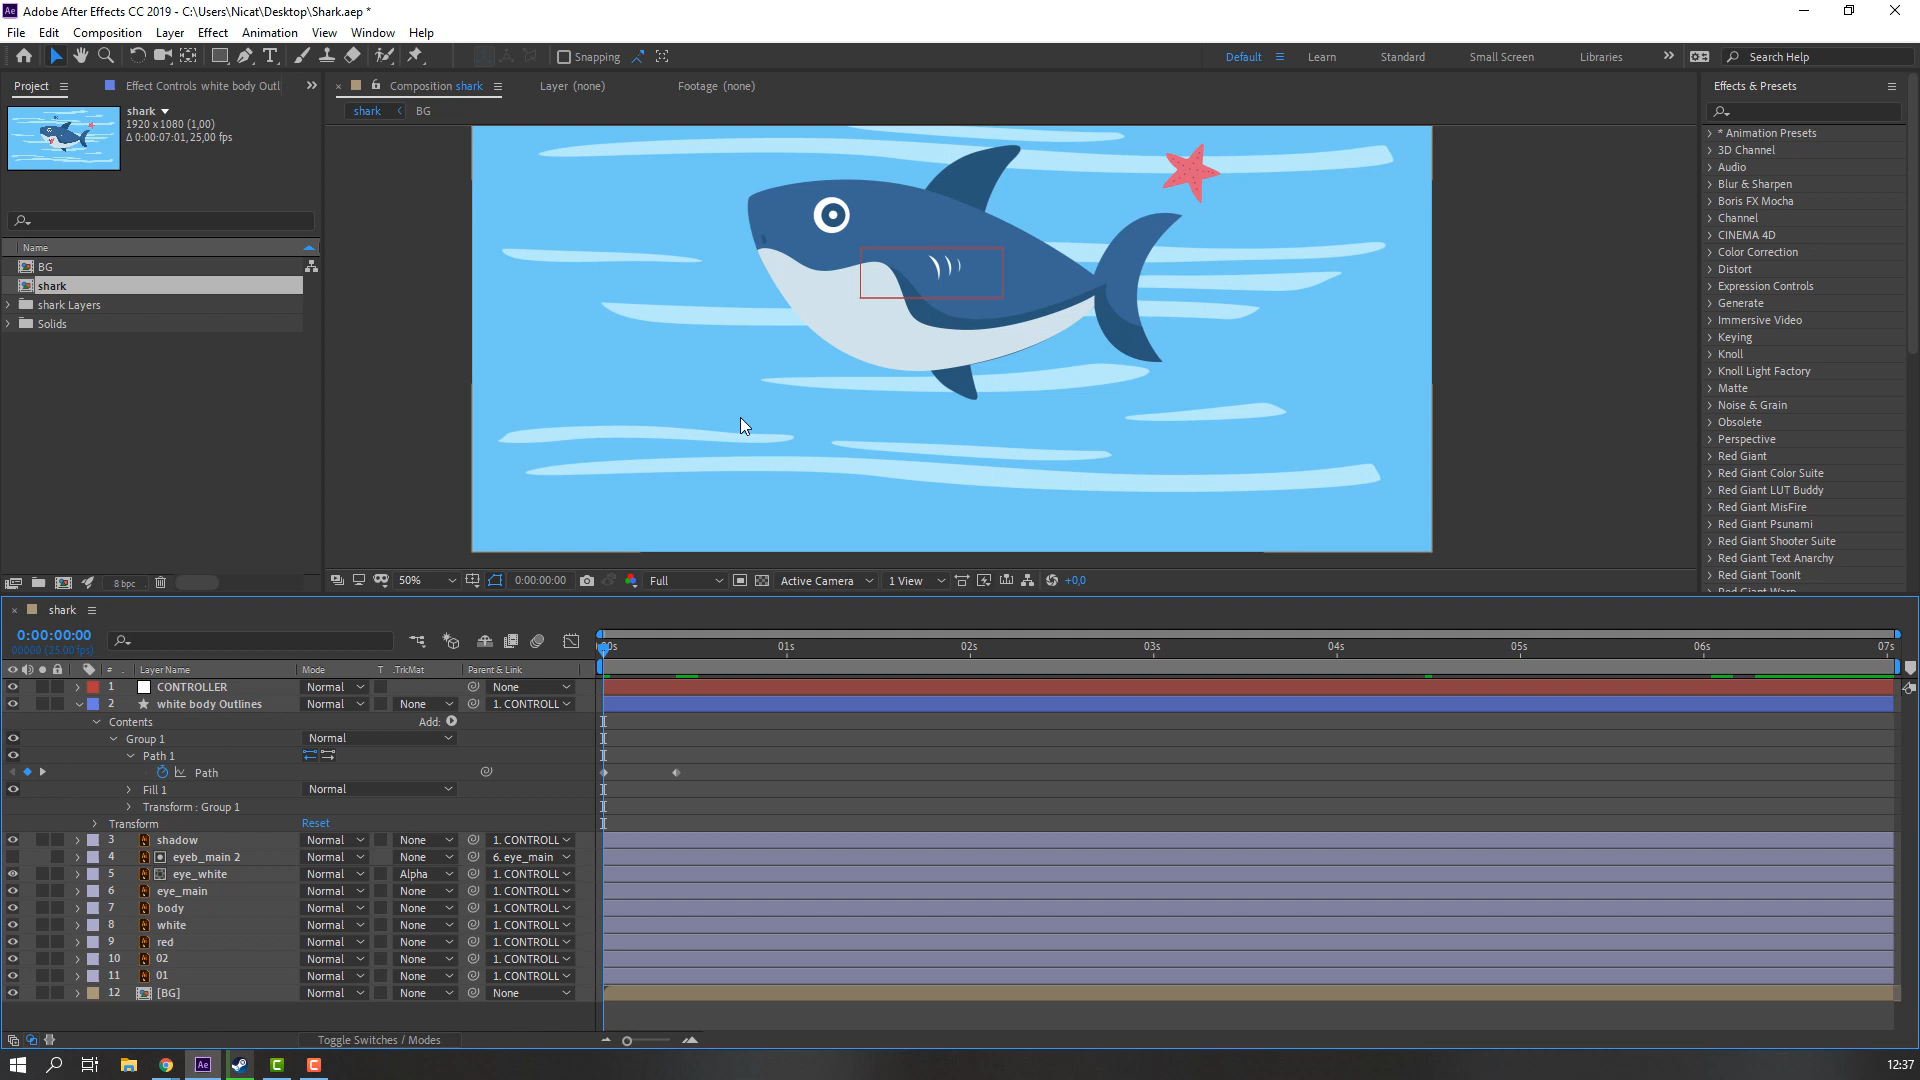 Adobe After Effects CC 2019 - C:\Users\Nicat\Desktop\Shark.aep *
File Edit Composition Layer Effect Animation View Window Help
Snapping
Default Learn Standard Small Screen Libraries Search Help
Project Effect Controls white body Outl
Composition shark Layer (none) Footage (none)
Effects & Presets
shark
1920 x 1080 (1,00)
Δ 0:00:07:01, 25,00 fps
shark BG
Name
BG
shark
shark Layers
Solids
* Animation Presets
3D Channel
Audio
Blur & Sharpen
Boris FX Mocha
Channel
CINEMA 4D
Color Correction
Distort
Expression Controls
Generate
Immersive Video
Keying
Knoll
Knoll Light Factory
Matte
Noise & Grain
Obsolete
Perspective
Red Giant
Red Giant Color Suite
Red Giant LUT Buddy
Red Giant MisFire
Red Giant Psunami
Red Giant Shooter Suite
Red Giant Text Anarchy
Red Giant ToonIt
Red Giant Warp
8 bpc
50% 0:00:00:00 Full Active Camera 1 View +0,0
shark
0:00:00:00
00000 (25.00 fps)
00s 01s 02s 03s 04s 05s 06s 07s
# Layer Name Mode T .TrkMat Parent & Link
1 CONTROLLER Normal None
2 white body Outlines Normal None 1. CONTROLL
Contents Add:
Group 1 Normal
Path 1
Path
Fill 1 Normal
Transform : Group 1
Transform Reset
3 shadow Normal None 1. CONTROLL
4 eyeb_main 2 Normal None 6. eye_main
5 eye_white Normal Alpha 1. CONTROLL
6 eye_main Normal None 1. CONTROLL
7 body Normal None 1. CONTROLL
8 white Normal None 1. CONTROLL
9 red Normal None 1. CONTROLL
10 02 Normal None 1. CONTROLL
11 01 Normal None 1. CONTROLL
12 [BG] Normal None None
Toggle Switches / Modes
12:37